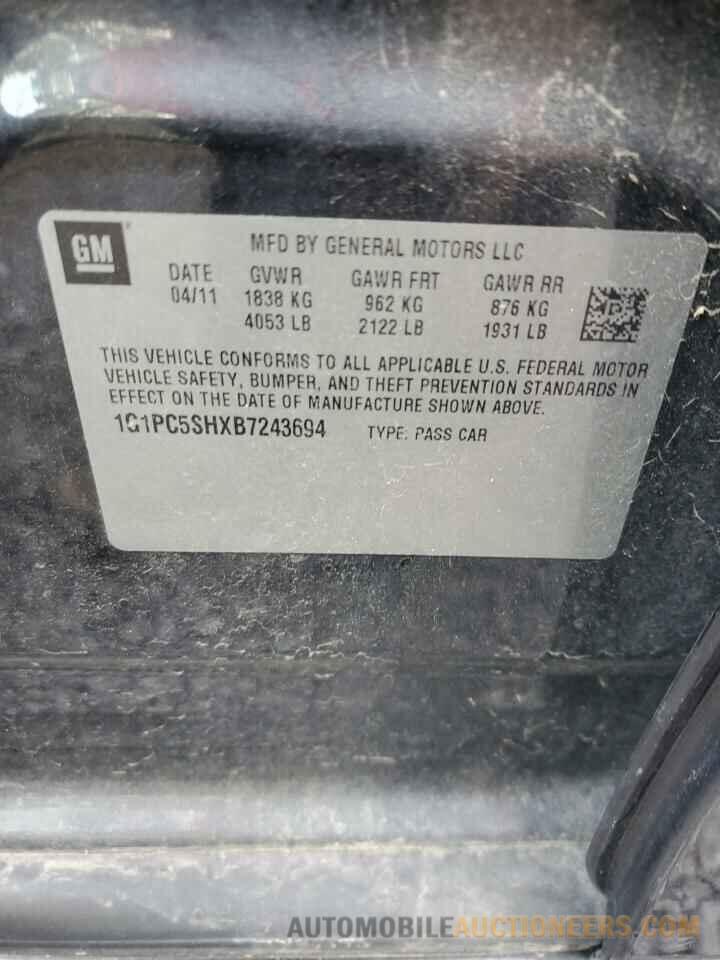 GM
MFD BY GENERAL MOTORS LLC
DATE GVWR GAWR FRT GAWR RR
04/11 1838 KG 962 KG 876 KG
4053 LB 2122 LB 1931 LB
THIS VEHICLE CONFORMS TO ALL APPLICABLE U.S. FEDERAL MOTOR
VEHICLE SAFETY, BUMPER, AND THEFT PREVENTION STANDARDS IN
EFFECT ON THE DATE OF MANUFACTURE SHOWN ABOVE.
1G1PC5SHXB7243694 TYPE: PASS CAR
AUTOMOBILEAUCTIONEERS.COM